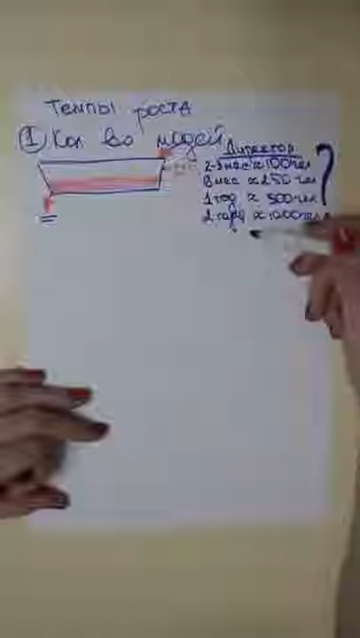 Темпы роста
① Кол во людей
Директор
2-3 мес ≈ 100 чел
6 мес ≈ 250 чел
1 год ≈ 500 чел
2 года ≈ 1000 чел